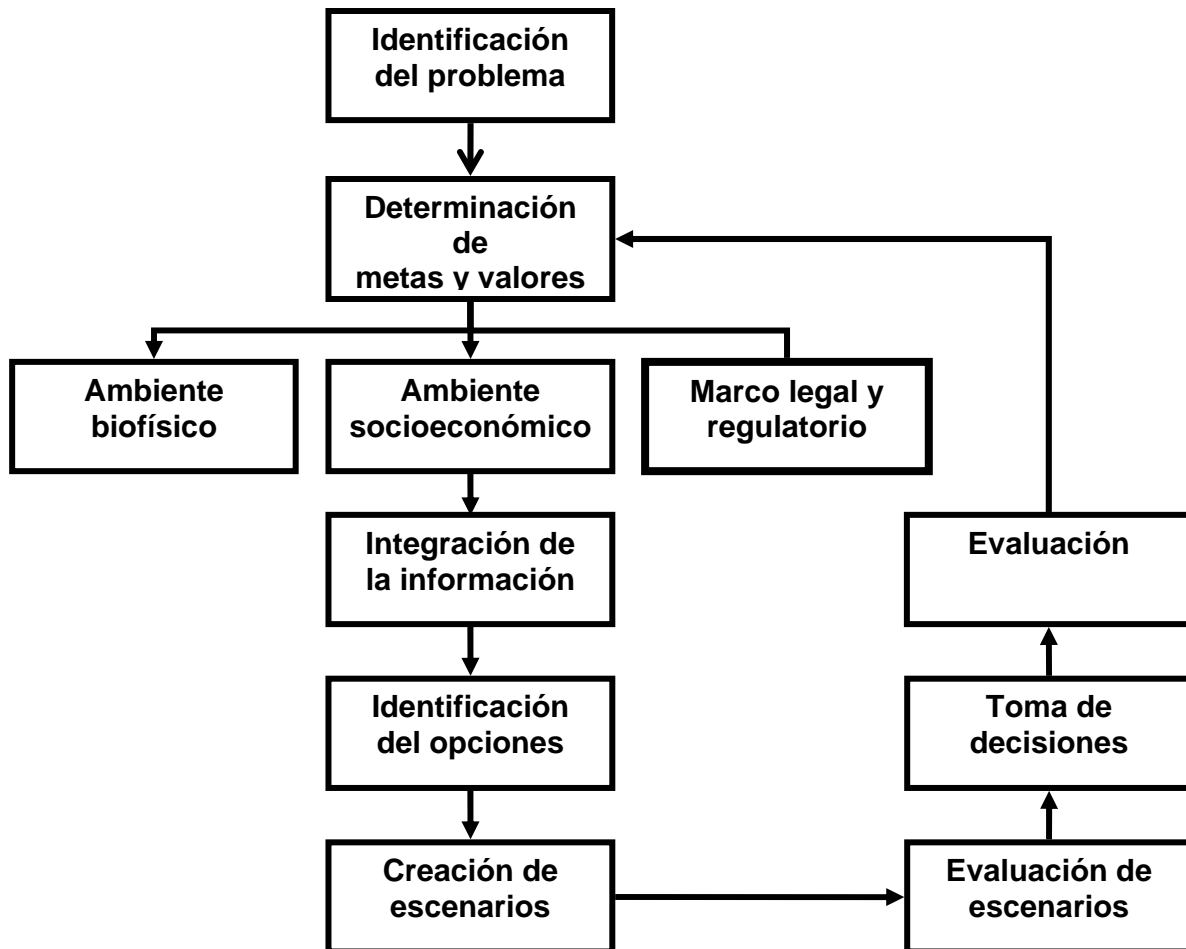 Identificación
del problema
Determinación
de
metas y valores
Ambiente
biofísico
Ambiente
socioeconómico
Marco legal y
regulatorio
Integración de
la información
Evaluación
Identificación
del opciones
Toma de
decisiones
Creación de
escenarios
Evaluación de
escenarios